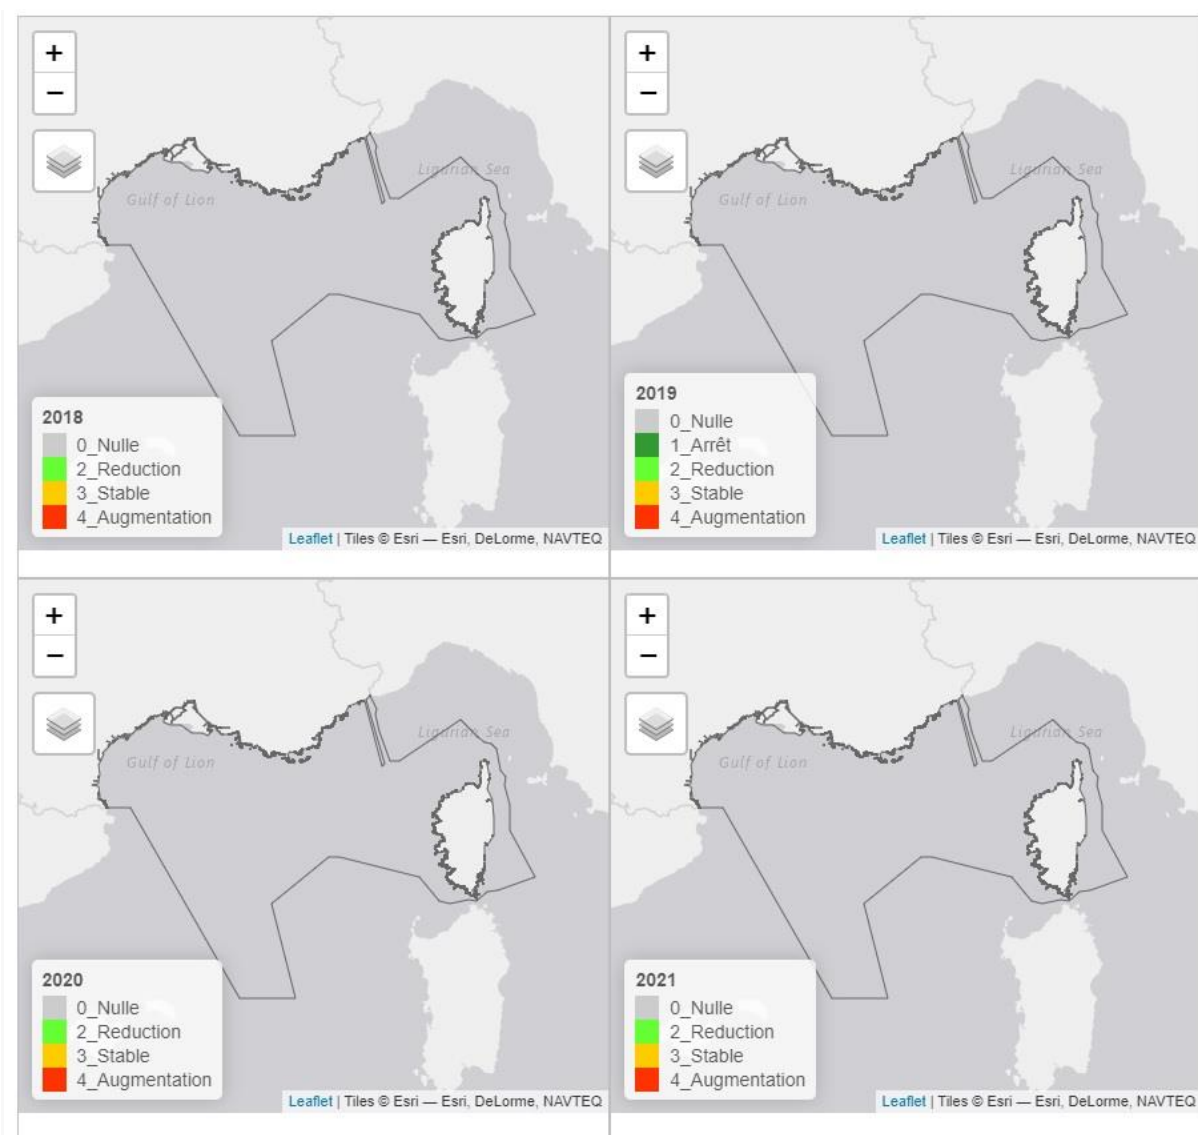 +
−
Gulf of Lion
Ligurian Sea
2018
0_Nulle
2_Reduction
3_Stable
4_Augmentation
Leaflet | Tiles © Esri — Esri, DeLorme, NAVTEQ
+
−
Gulf of Lion
Ligurian Sea
2019
0_Nulle
1_Arrêt
2_Reduction
3_Stable
4_Augmentation
Leaflet | Tiles © Esri — Esri, DeLorme, NAVTEQ
+
−
Gulf of Lion
Ligurian Sea
2020
0_Nulle
2_Reduction
3_Stable
4_Augmentation
Leaflet | Tiles © Esri — Esri, DeLorme, NAVTEQ
+
−
Gulf of Lion
Ligurian Sea
2021
0_Nulle
2_Reduction
3_Stable
4_Augmentation
Leaflet | Tiles © Esri — Esri, DeLorme, NAVTEQ